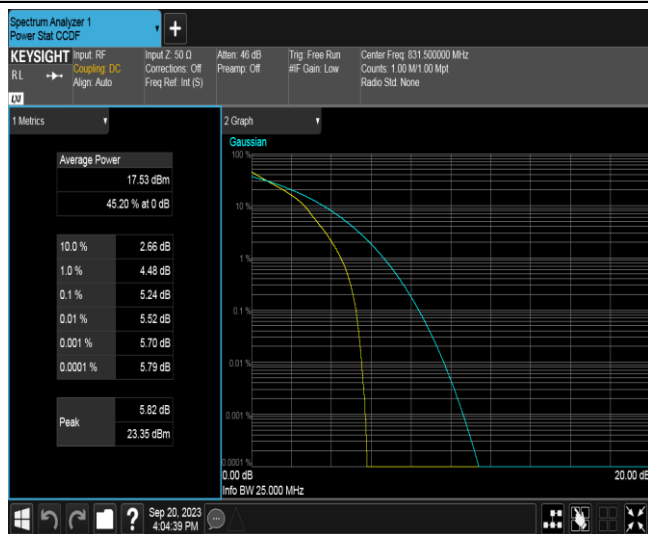 Spectrum Analyzer 1
Power Stat CCDF
KEYSIGHT
RL
LXI
Input: RF
Coupling: DC
Align: Auto
Input Z: 50 Ω
Corrections: Off
Freq Ref: Int (S)
Atten: 46 dB
Preamp: Off
Trig: Free Run
#IF Gain: Low
Center Freq: 831.500000 MHz
Counts: 1.00 M/1.00 Mpt
Radio Std: None
1 Metrics
Average Power
17.53 dBm
45.20 % at 0 dB
10.0 % 2.66 dB
1.0 % 4.48 dB
0.1 % 5.24 dB
0.01 % 5.52 dB
0.001 % 5.70 dB
0.0001 % 5.79 dB
Peak
5.82 dB
23.35 dBm
2 Graph
Gaussian
100 %
10 %
1 %
0.1 %
0.01 %
0.001 %
0.0001 %
0.00 dB 20.00 dB
Info BW 25.000 MHz
?
Sep 20, 2023
4:04:39 PM